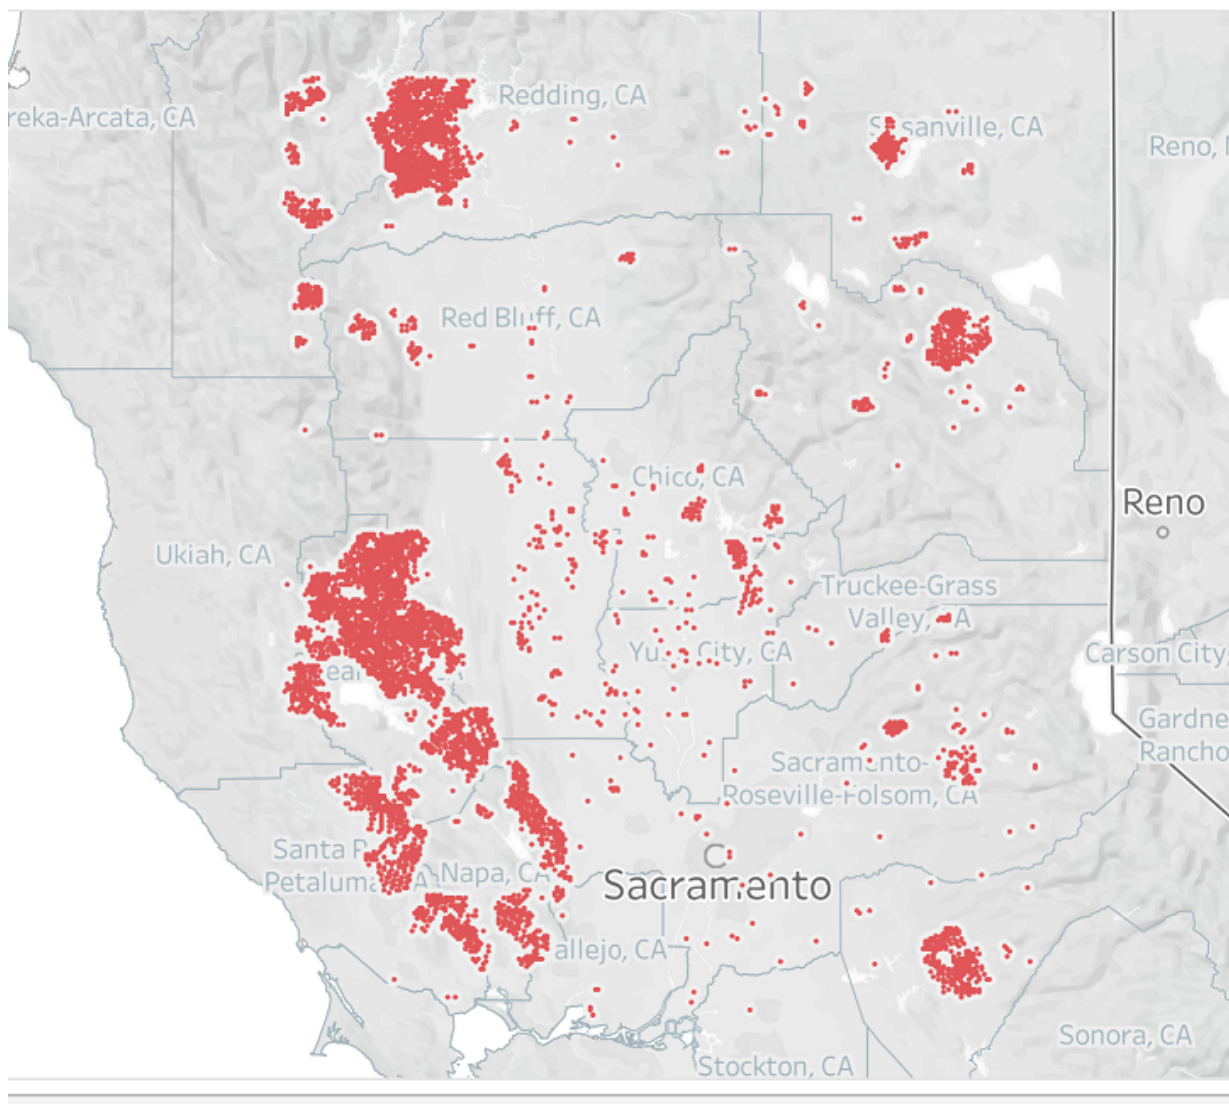 Redding, CA
reka-Arcata, CA
Susanville, CA
Reno,
Red Bluff, CA
Chico, CA
Reno
Ukiah, CA
Truckee-Grass
Valley, CA
Yuba City, CA
Carson City
Gardne
Rancho
Sacramento-
Roseville-Folsom, CA
Santa R
Petaluma, CA
Napa, CA
Sacramento
allejo, CA
Sonora, CA
Stockton, CA